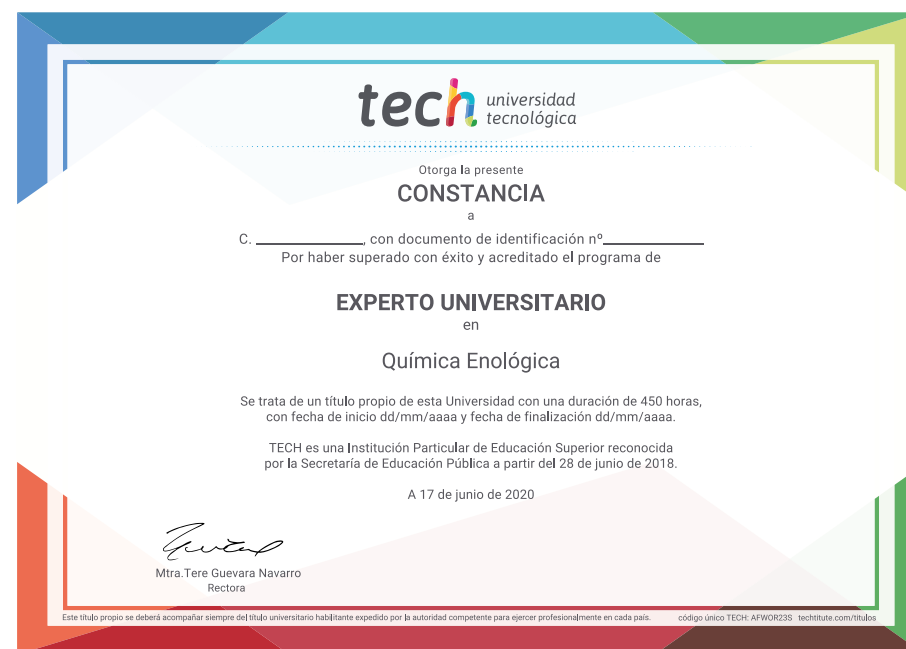 tech universidad
tecnológica
Otorga la presente
CONSTANCIA
a
C. ______________, con documento de identificación nº_____________
Por haber superado con éxito y acreditado el programa de
EXPERTO UNIVERSITARIO
en
Química Enológica
Se trata de un título propio de esta Universidad con una duración de 450 horas,
con fecha de inicio dd/mm/aaaa y fecha de finalización dd/mm/aaaa.
TECH es una Institución Particular de Educación Superior reconocida
por la Secretaría de Educación Pública a partir del 28 de junio de 2018.
A 17 de junio de 2020
Mtra.Tere Guevara Navarro
Rectora
Este título propio se deberá acompañar siempre del título universitario habilitante expedido por la autoridad competente para ejercer profesionalmente en cada país. código único TECH: AFWOR23S techtitute.com/titulos